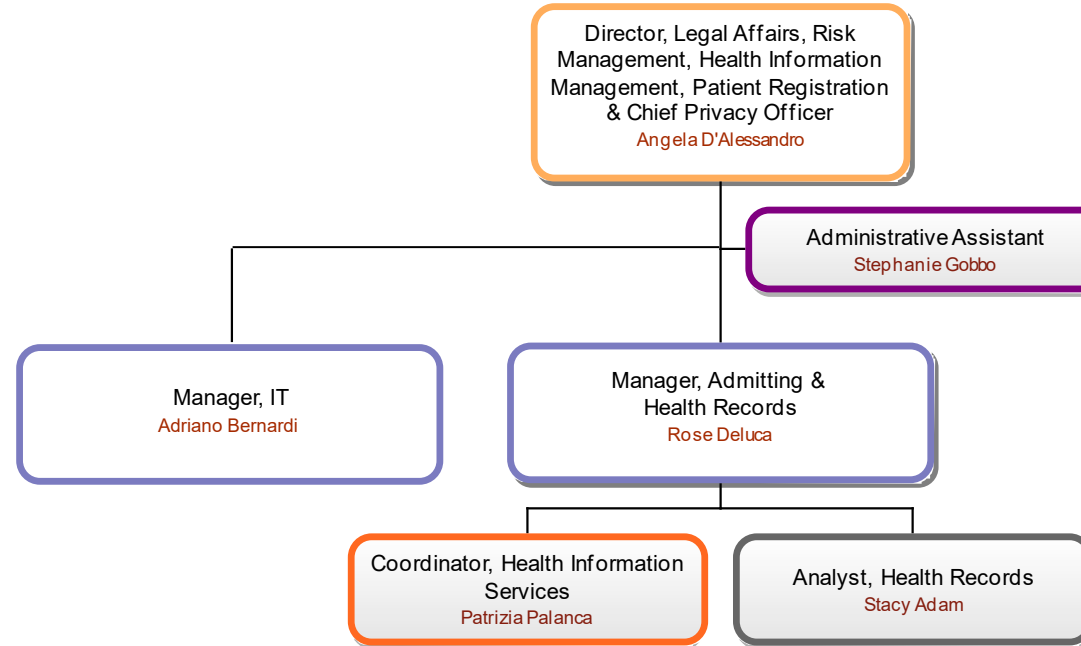 Director, Legal Affairs, Risk
Management, Health Information
Management, Patient Registration
& Chief Privacy Officer
Angela D'Alessandro
Administrative Assistant
Stephanie Gobbo
Manager, IT
Adriano Bernardi
Manager, Admitting &
Health Records
Rose Deluca
Coordinator, Health Information
Services
Patrizia Palanca
Analyst, Health Records
Stacy Adam